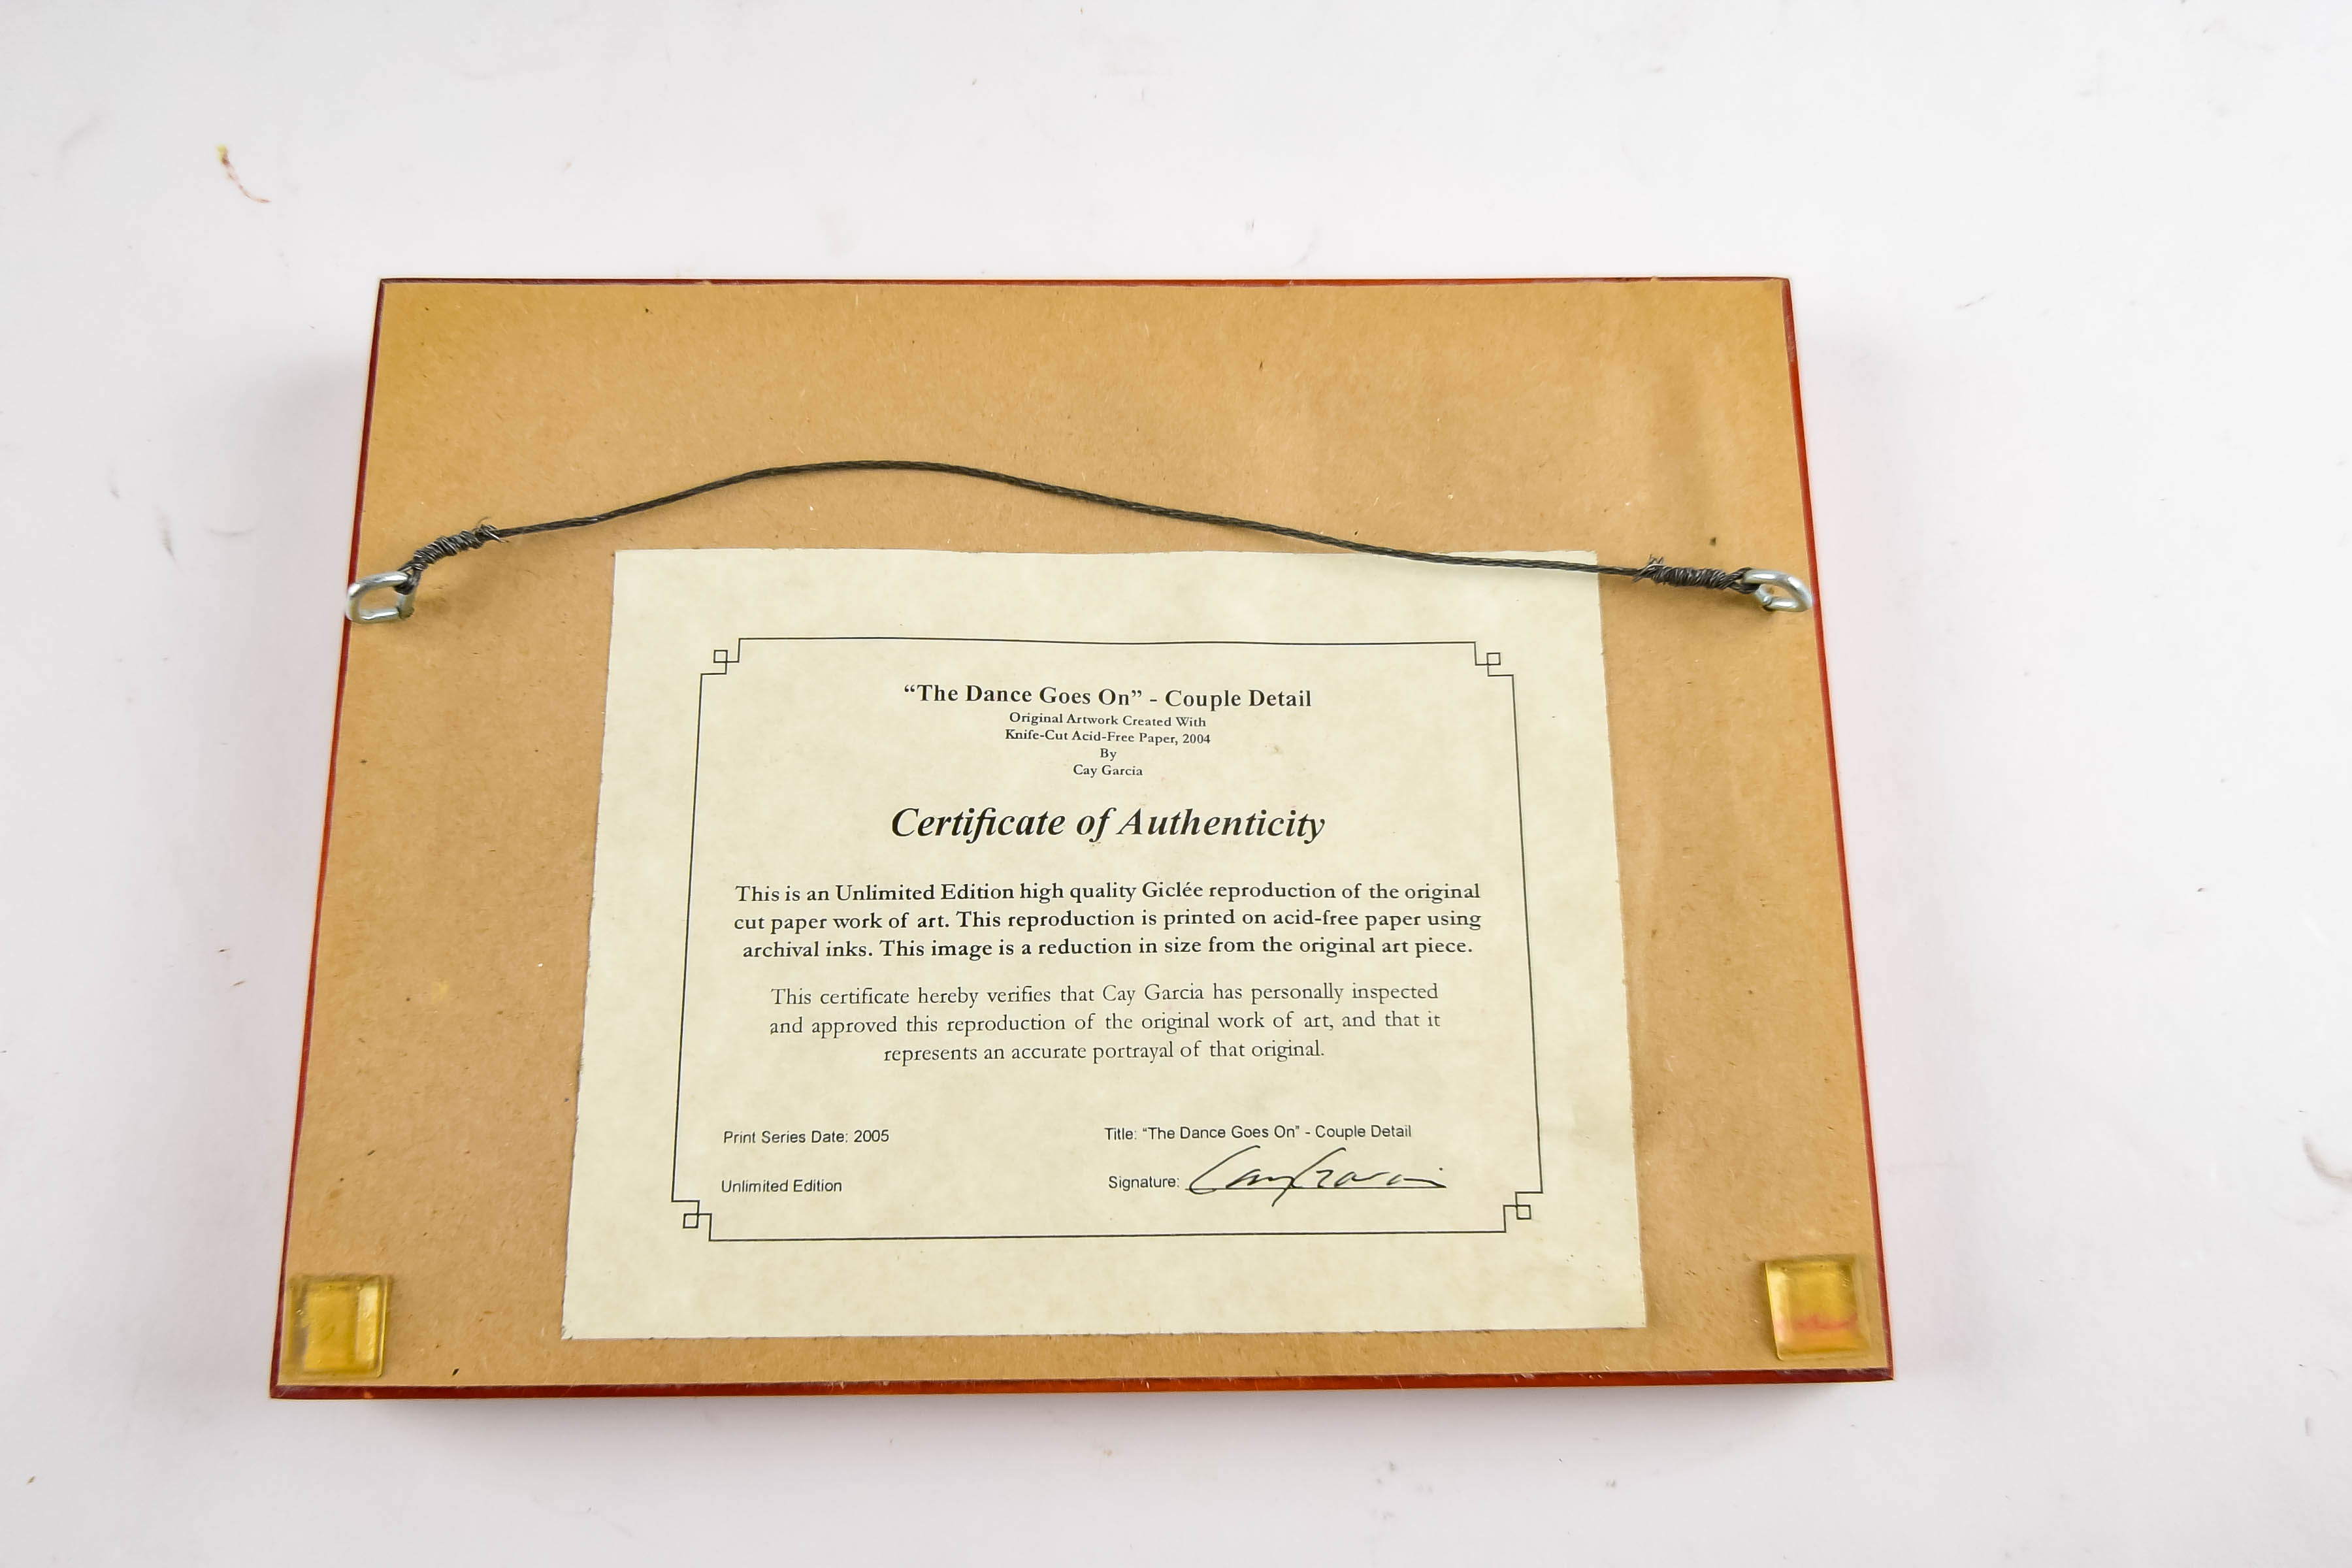 “The Dance Goes On” - Couple Detail
Original Artwork Created With
Knife-Cut Acid-Free Paper, 2004
By
Cay Garcia
Certificate of Authenticity
This is an Unlimited Edition high quality Giclée reproduction of the original
cut paper work of art. This reproduction is printed on acid-free paper using
archival inks. This image is a reduction in size from the original art piece.
This certificate hereby verifies that Cay Garcia has personally inspected
and approved this reproduction of the original work of art, and that it
represents an accurate portrayal of that original.
Print Series Date: 2005
Title: “The Dance Goes On” - Couple Detail
Unlimited Edition
Signature: Cay Garcia